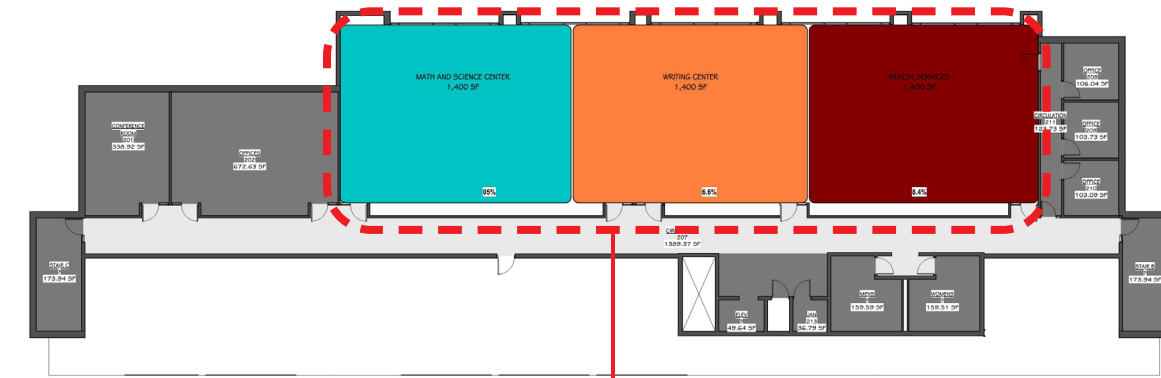 MATH AND SCIENCE CENTER
1,400 SF
05%
WRITING CENTER
1,400 SF
6.6%
HEALTH SERVICES
1,400 SF
8.4%
CONFERENCE
ROOM
201
338.92 SF
OFFICES
202
672.63 SF
OFFICE
208
106.04 SF
CIRCULATION
211
123.73 SF
OFFICE
209
103.73 SF
OFFICE
210
103.09 SF
207
1389.37 SF
STAIR C
173.94 SF
STAIR B
173.94 SF
MENS
159.59 SF
WOMENS
159.51 SF
ELEV
49.64 SF
JAN
213
36.79 SF